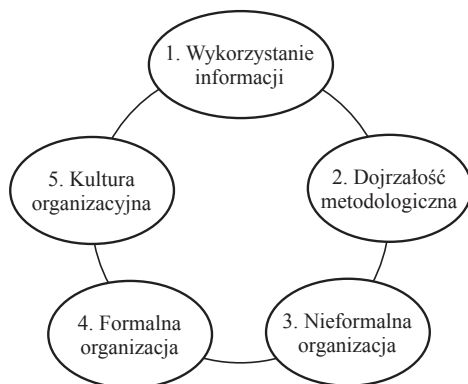 1. Wykorzystanie
informacji
2. Dojrzałość
metodologiczna
3. Nieformalna
organizacja
4. Formalna
organizacja
5. Kultura
organizacyjna